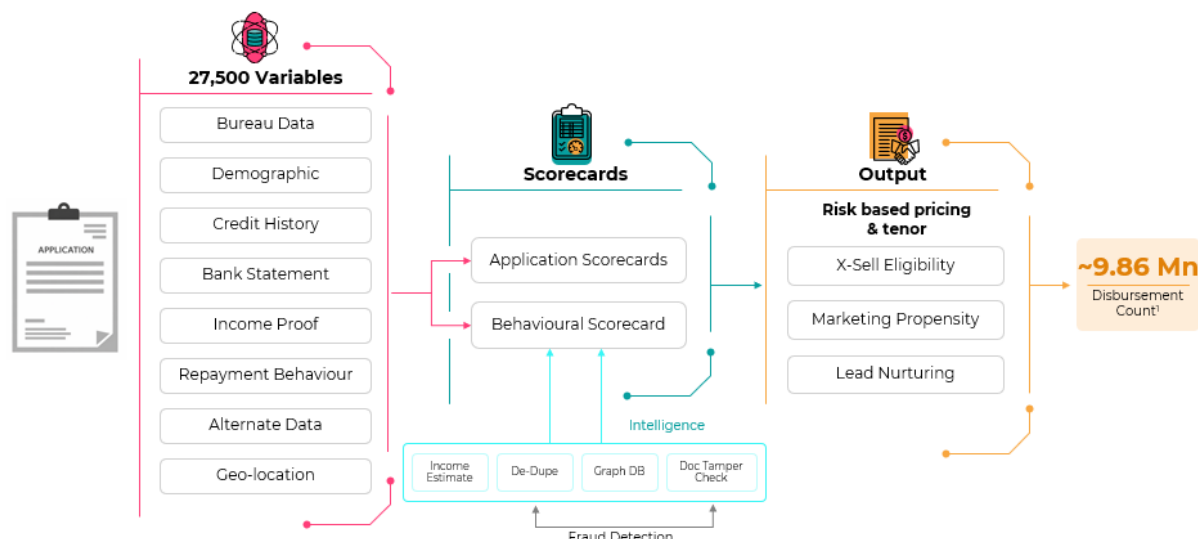 APPLICATION
27,500 Variables
Bureau Data
Demographic
Credit History
Bank Statement
Income Proof
Repayment Behaviour
Alternate Data
Geo-location
Scorecards
Application Scorecards
Behavioural Scorecard
Intelligence
Income
Estimate
De-Dupe
Graph DB
Doc Tamper
Check
Fraud Detection
Output
Risk based pricing
& tenor
X-Sell Eligibility
Marketing Propensity
Lead Nurturing
~9.86 Mn
Disbursement
Count¹